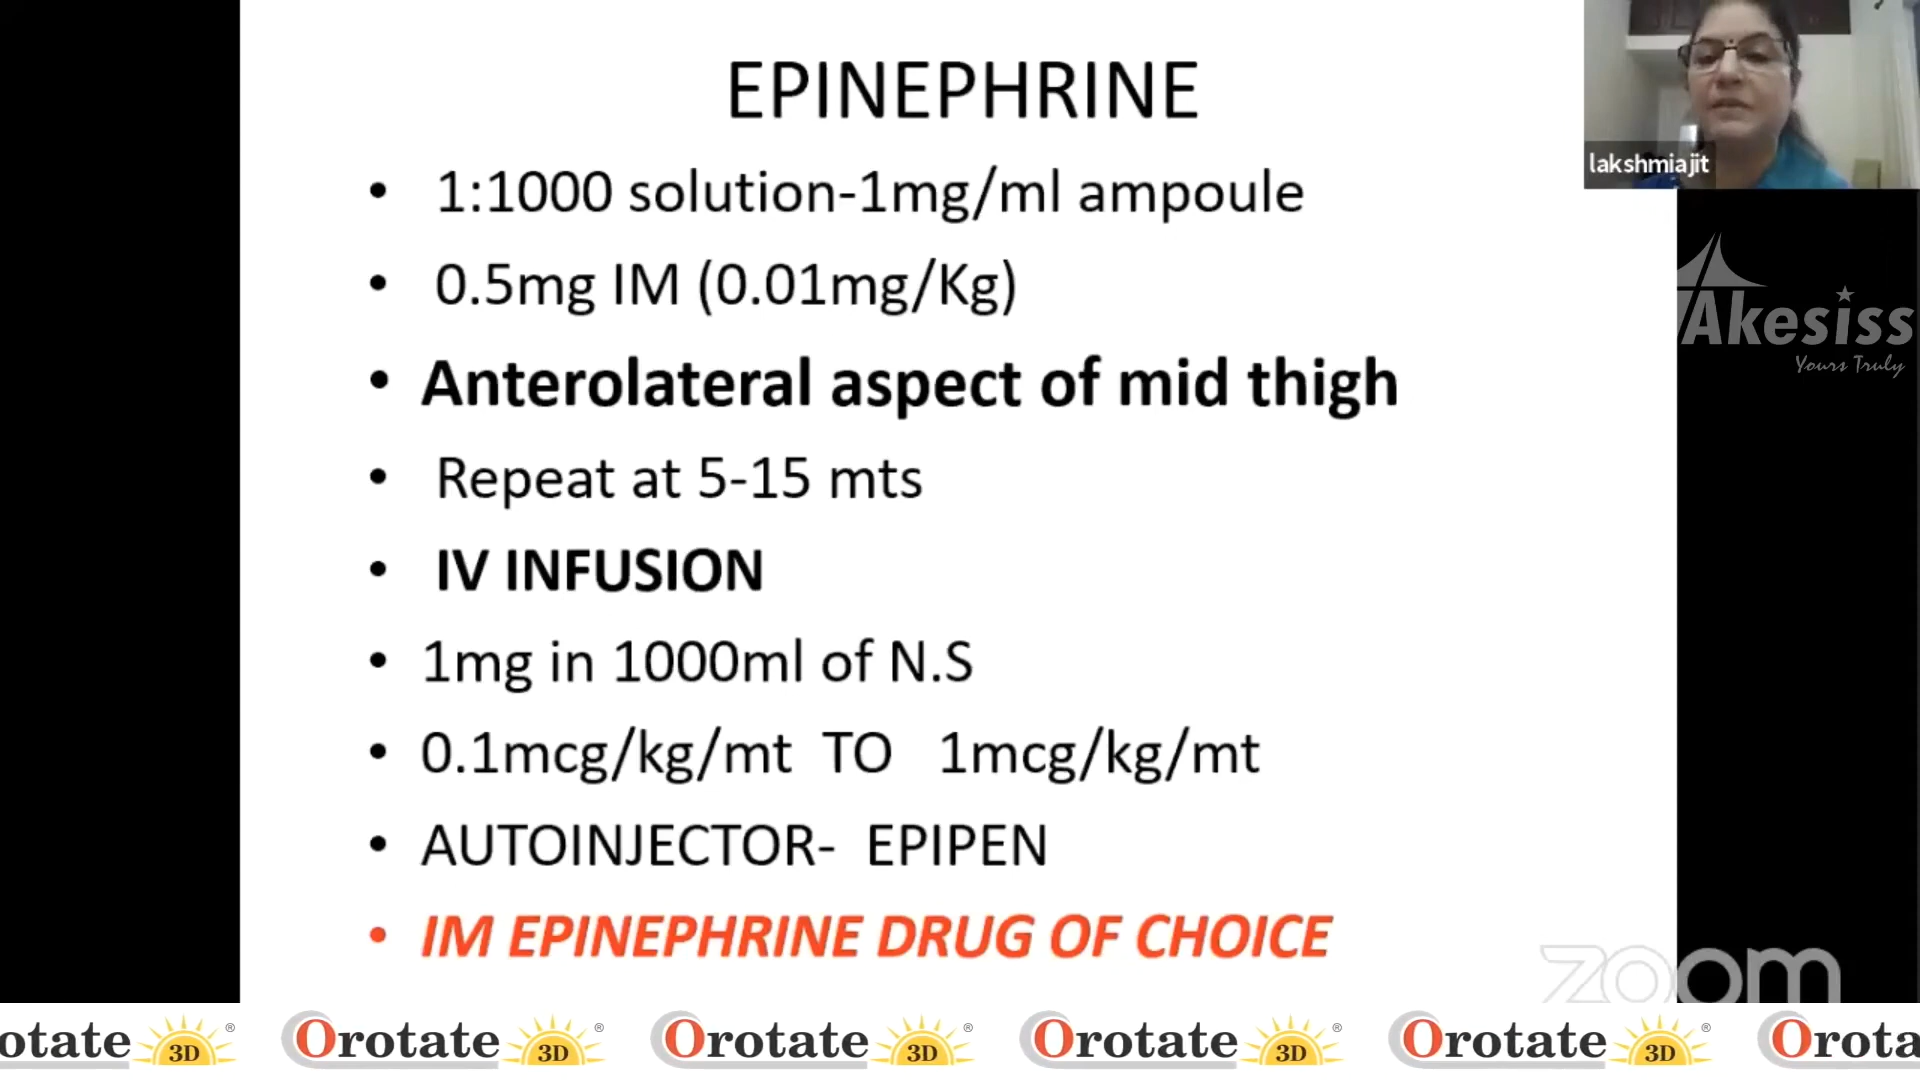 EPINEPHRINE
• 1:1000 solution-1mg/ml ampoule
• 0.5mg IM (0.01mg/Kg)
• Anterolateral aspect of mid thigh
• Repeat at 5-15 mts
• IV INFUSION
• 1mg in 1000ml of N.S
• 0.1mcg/kg/mt TO 1mcg/kg/mt
• AUTOINJECTOR- EPIPEN
• IM EPINEPHRINE DRUG OF CHOICE
lakshmiajit
Akesiss
Yours Truly
zoom
otate 3D ® Orotate 3D ® Orotate 3D ® Orotate 3D ® Orotate 3D ® Orota